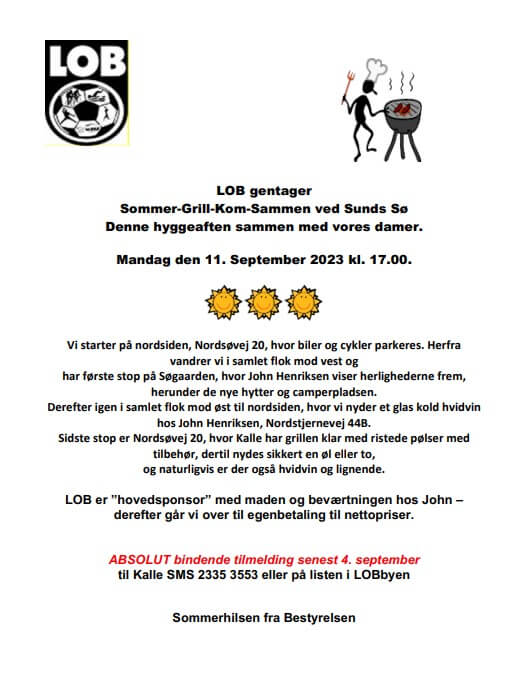 LOB
LOB gentager
Sommer-Grill-Kom-Sammen ved Sunds Sø
Denne hyggeaften sammen med vores damer.
Mandag den 11. September 2023 kl. 17.00.
Vi starter på nordsiden, Nordsøvej 20, hvor biler og cykler parkeres. Herfra
vandrer vi i samlet flok mod vest og
har første stop på Søgaarden, hvor John Henriksen viser herlighederne frem,
herunder de nye hytter og camperpladsen.
Derefter igen i samlet flok mod øst til nordsiden, hvor vi nyder et glas kold hvidvin
hos John Henriksen, Nordstjernevej 44B.
Sidste stop er Nordsøvej 20, hvor Kalle har grillen klar med ristede pølser med
tilbehør, dertil nydes sikkert en øl eller to,
og naturligvis er der også hvidvin og lignende.
LOB er ”hovedsponsor” med maden og beværtningen hos John –
derefter går vi over til egenbetaling til nettopriser.
ABSOLUT bindende tilmelding senest 4. september
til Kalle SMS 2335 3553 eller på listen i LOBbyen
Sommerhilsen fra Bestyrelsen